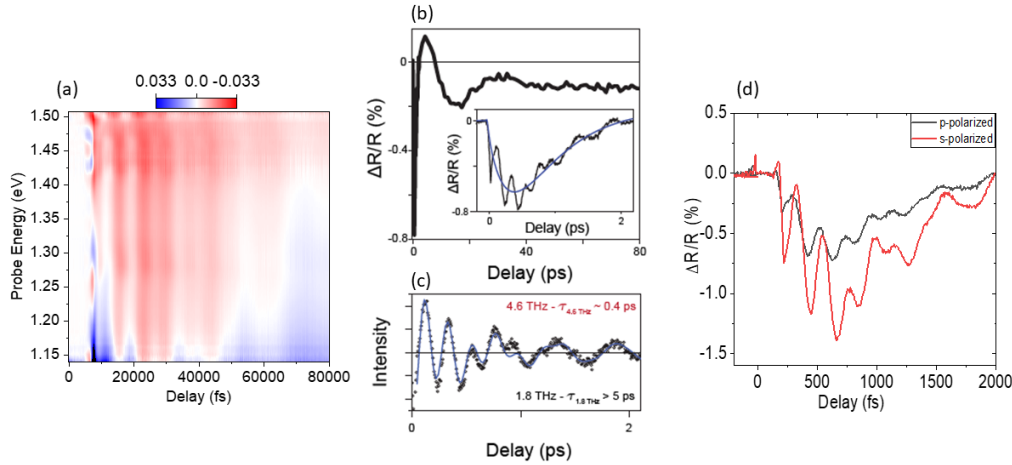 (a)
0.033 0.0 -0.033
1.50
1.45
1.40
1.35
1.30
1.25
1.20
1.15
Probe Energy (eV)
0 20000 40000 60000 80000
Delay (fs)
(b)
0
-0.4
-0.8
ΔR/R (%)
0
-0.8
ΔR/R (%)
0 2
Delay (ps)
0 40 80
Delay (ps)
(c)
4.6 THz - τ4.6 THz ~ 0.4 ps
1.8 THz - τ1.8 THz > 5 ps
Intensity
0 2
Delay (ps)
(d)
p-polarized
s-polarized
0.5
0.0
-0.5
-1.0
-1.5
ΔR/R (%)
0 500 1000 1500 2000
Delay (fs)